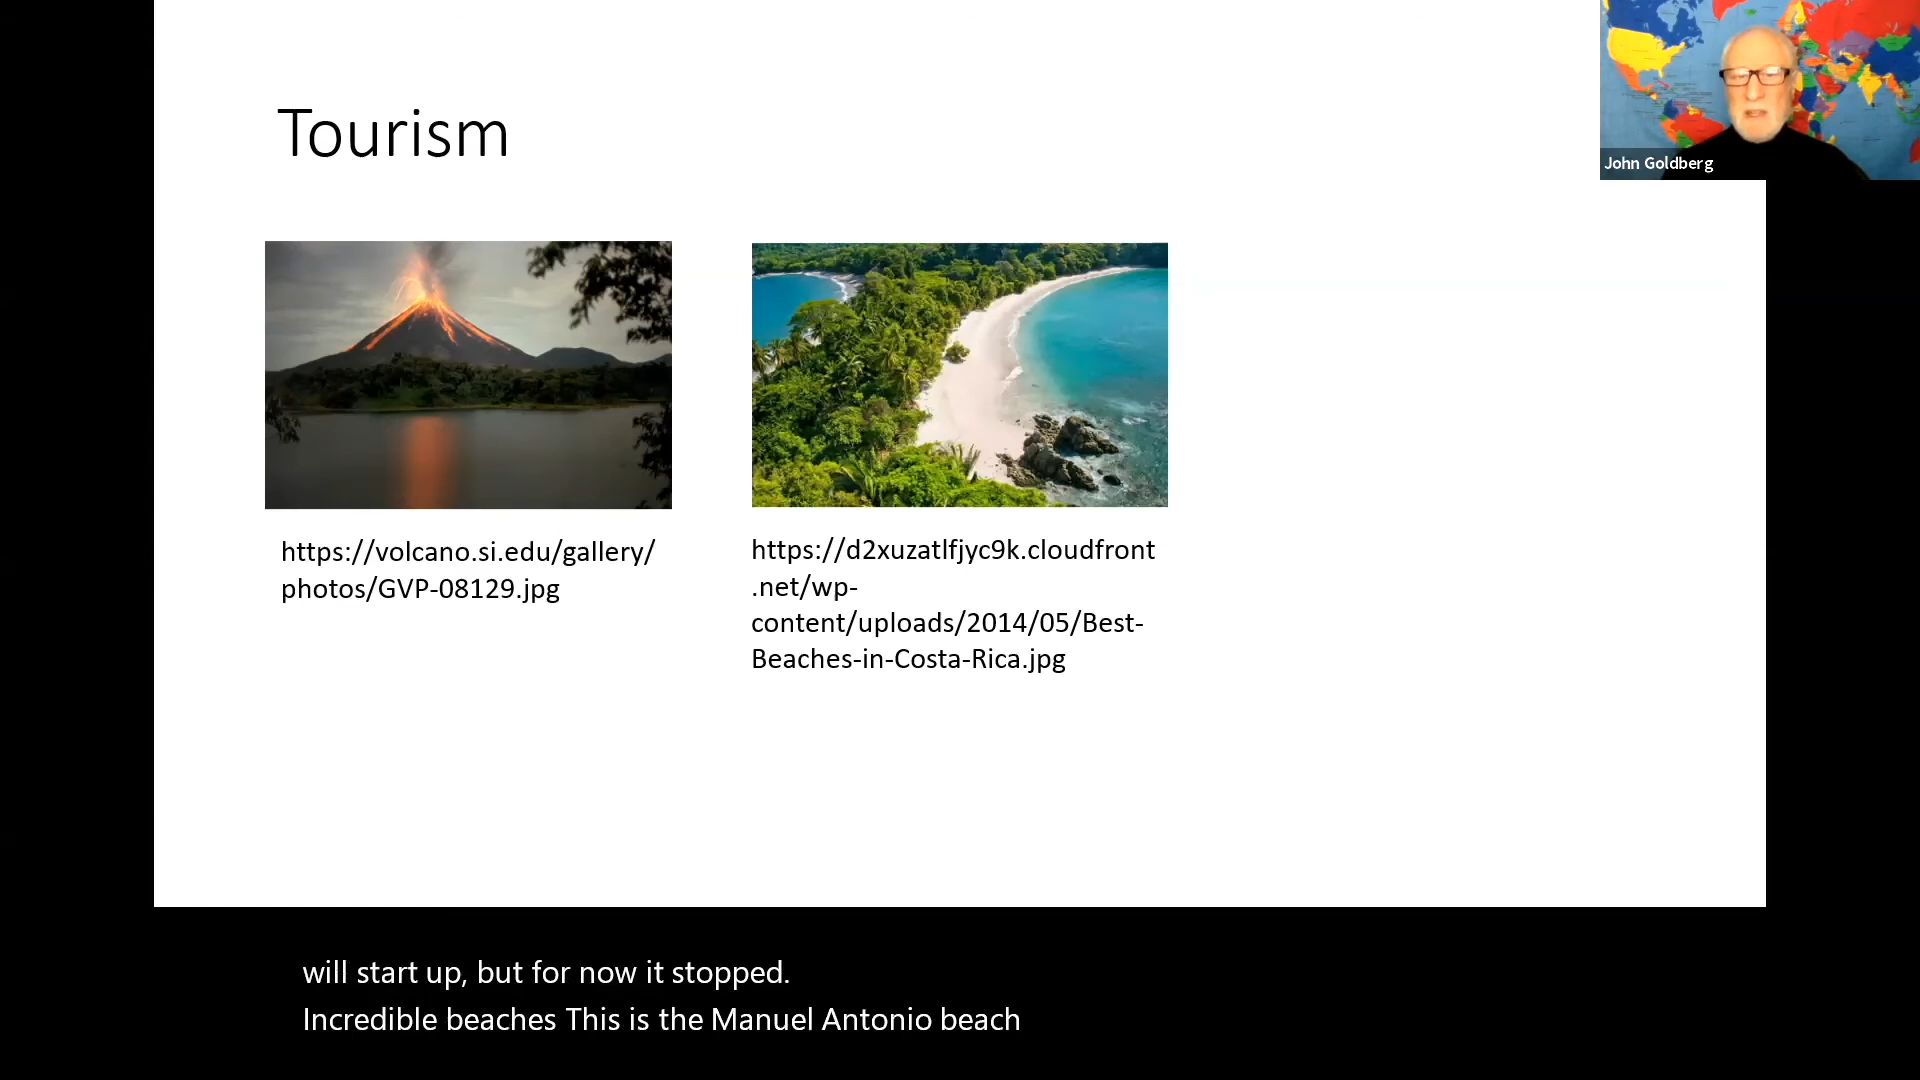 Tourism
John Goldberg
https://volcano.si.edu/gallery/
photos/GVP-08129.jpg
https://d2xuzatlfjyc9k.cloudfront
.net/wp-
content/uploads/2014/05/Best-
Beaches-in-Costa-Rica.jpg
will start up, but for now it stopped.
Incredible beaches This is the Manuel Antonio beach